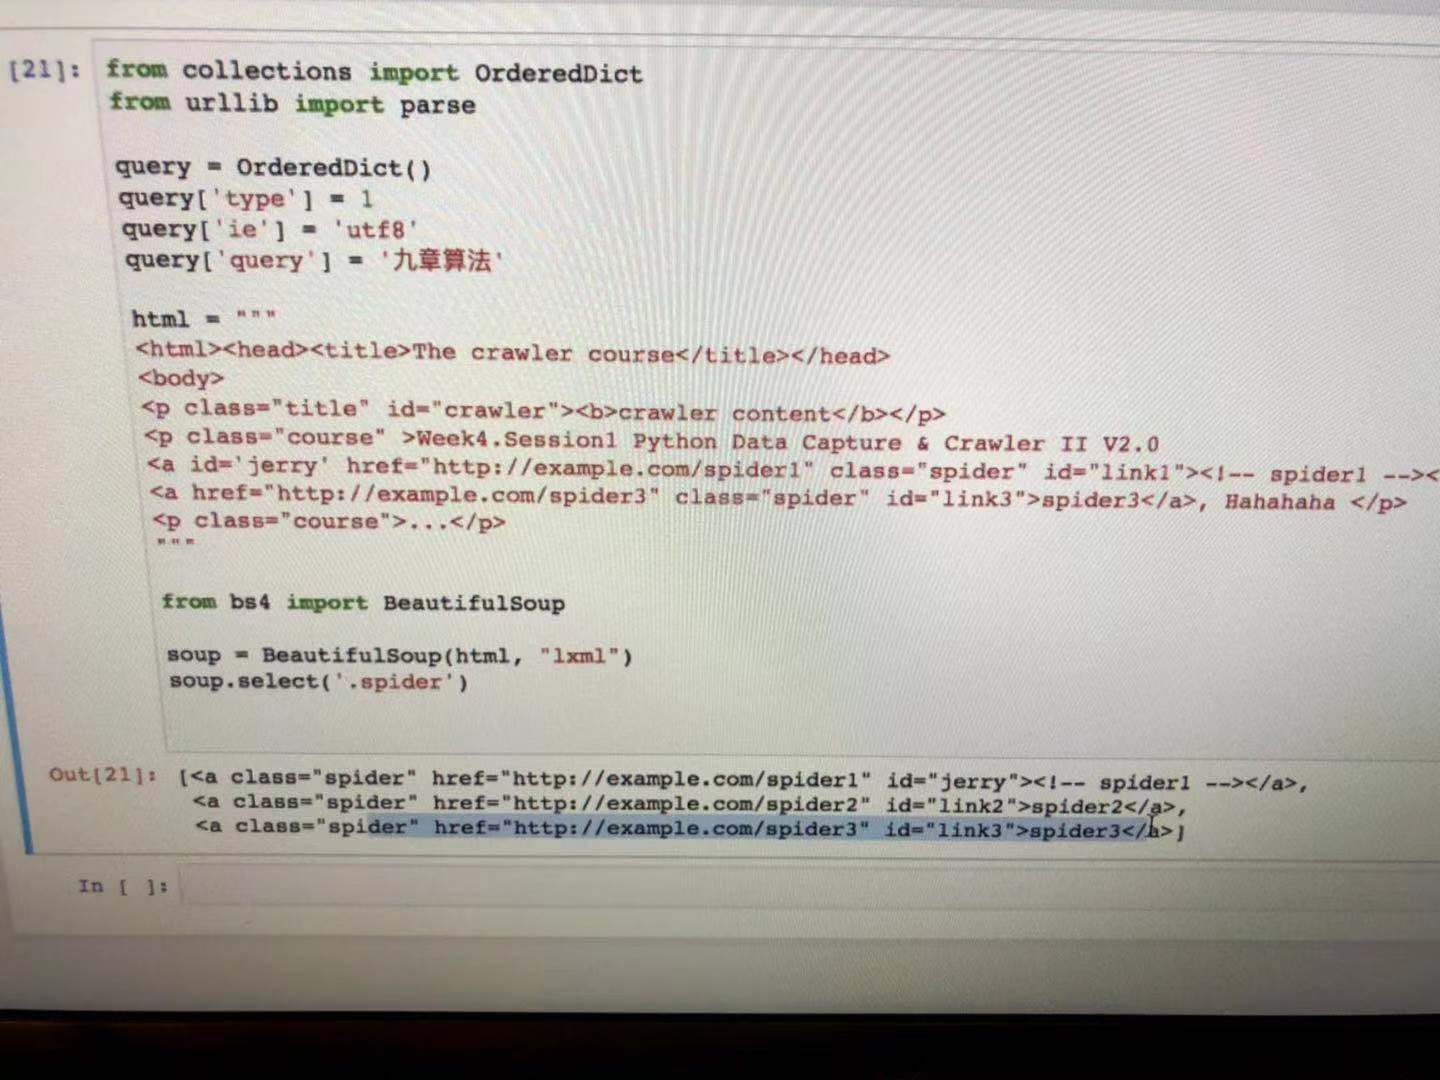 [21]: from collections import OrderedDict
from urllib import parse
query = OrderedDict()
query['type'] = 1
query['ie'] = 'utf8'
query['query'] = '九章算法'
html = """
<html><head><title>The crawler course</title></head>
<body>
<p class="title" id="crawler"><b>crawler content</b></p>
<p class="course" >Week4.Session1 Python Data Capture & Crawler II V2.0
<a id='jerry' href="http://example.com/spider1" class="spider" id="link1"><!-- spider1 --><
<a href="http://example.com/spider3" class="spider" id="link3">spider3</a>, Hahahaha </p>
<p class="course">...</p>
"""
from bs4 import BeautifulSoup
soup = BeautifulSoup(html, "lxml")
soup.select('.spider')
Out[21]: [<a class="spider" href="http://example.com/spider1" id="jerry"><!-- spider1 --></a>,
<a class="spider" href="http://example.com/spider2" id="link2">spider2</a>,
<a class="spider" href="http://example.com/spider3" id="link3">spider3</a>]
In [ ]: